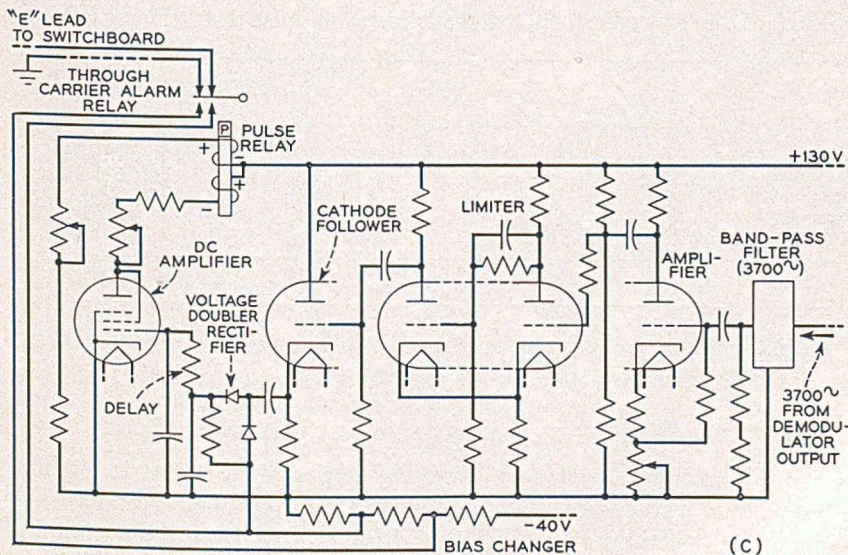 "E" LEAD
TO SWITCHBOARD
THROUGH
CARRIER ALARM
RELAY
P
PULSE
RELAY
+
-
+
-
+130 V
CATHODE
FOLLOWER
LIMITER
AMPLI-
FIER
BAND-PASS
FILTER
(3700~)
DC
AMPLIFIER
VOLTAGE
DOUBLER
RECTI-
FIER
DELAY
3700~
FROM
DEMODU-
LATOR
OUTPUT
-40 V
BIAS CHANGER
(C)